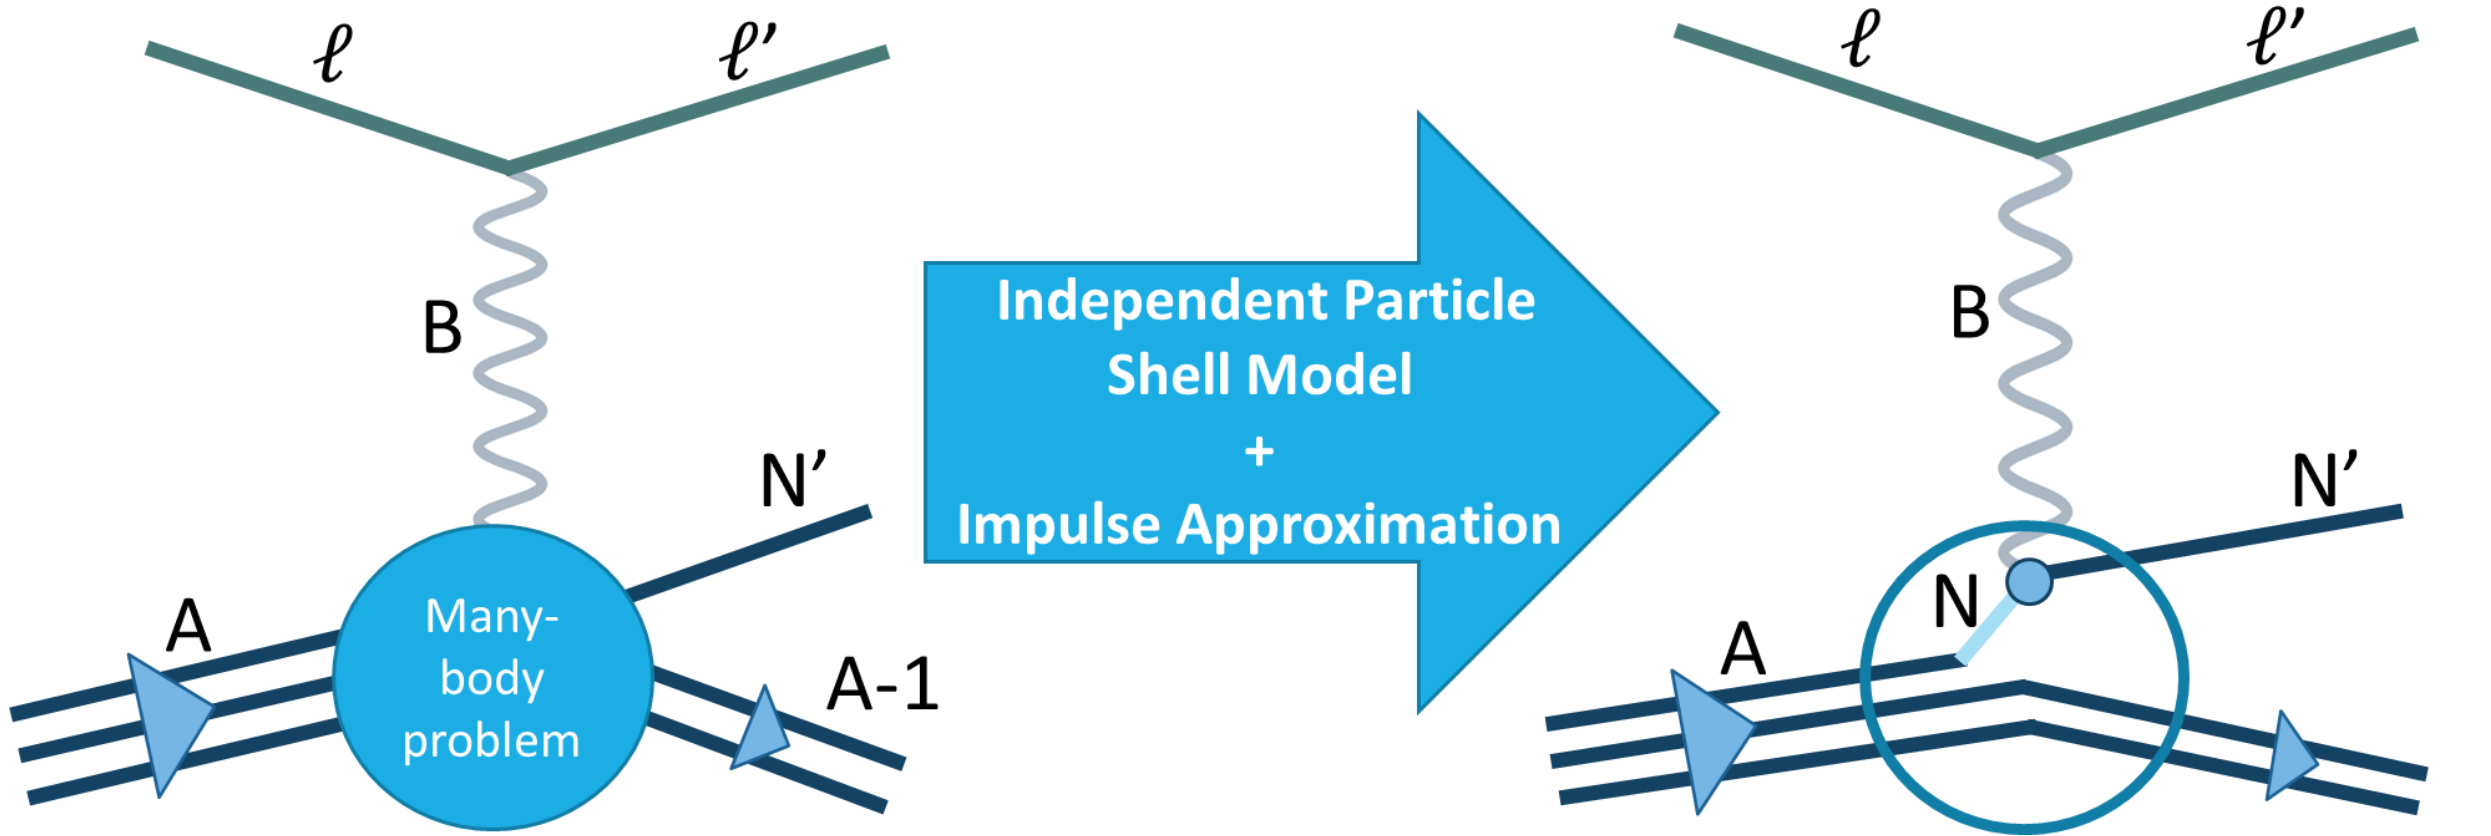 ℓ
ℓ’
B
N’
A
Many-
body
problem
A-1
Independent Particle
Shell Model
+
Impulse Approximation
ℓ
ℓ’
B
N’
N
A